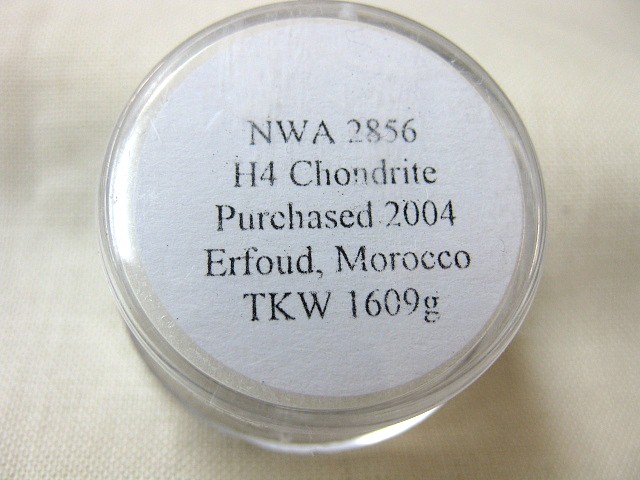 NWA 2856
H4 Chondrite
Purchased 2004
Erfoud, Morocco
TKW 1609g